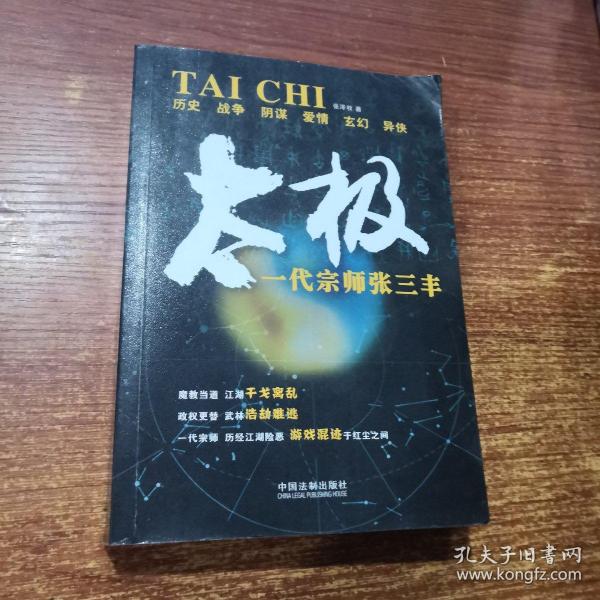 TAI CHI
张泽枝 著
历史 战争 阴谋 爱情 玄幻 异侠
太极
一代宗师张三丰
魔教当道 江湖干戈离乱
政权更替 武林浩劫难逃
一代宗师 历经江湖险恶 游戏混迹于红尘之间
中国法制出版社
CHINA LEGAL PUBLISHING HOUSE
孔夫子旧书网
www.kongfz.com